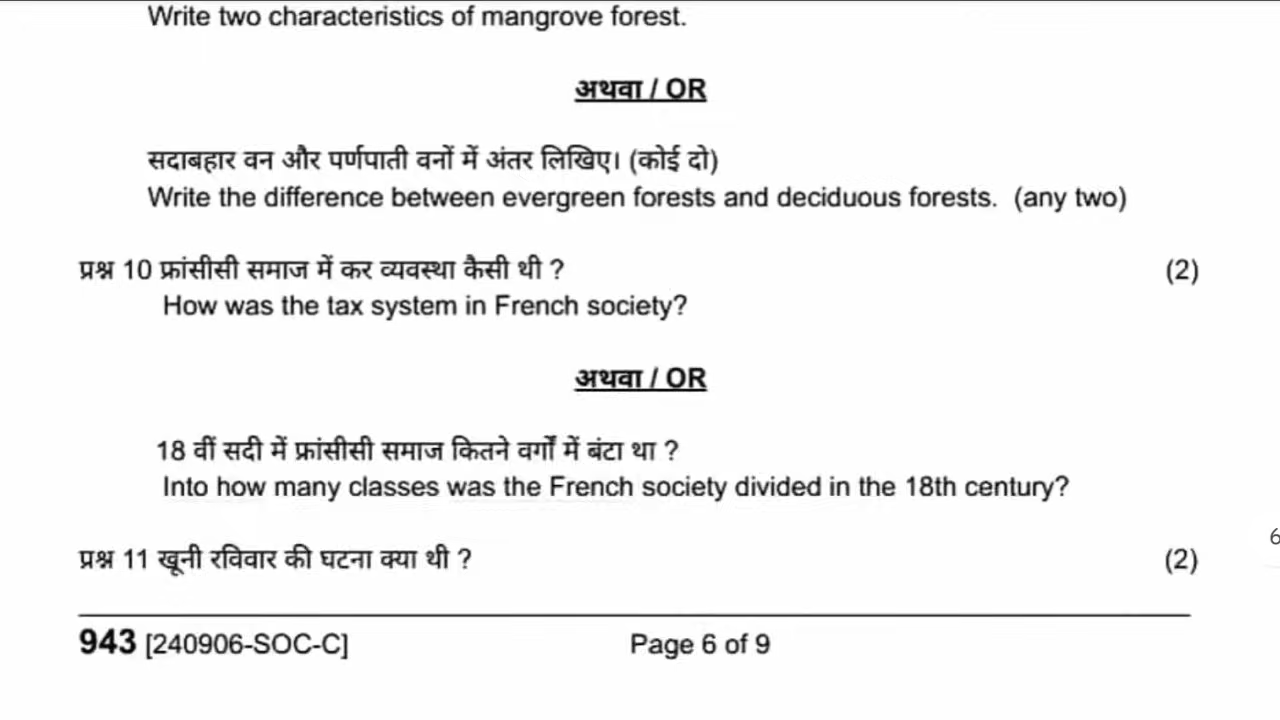 Write two characteristics of mangrove forest.
अथवा / OR
सदाबहार वन और पर्णपाती वनों में अंतर लिखिए। (कोई दो)
Write the difference between evergreen forests and deciduous forests. (any two)
प्रश्न 10 फ्रांसीसी समाज में कर व्यवस्था कैसी थी ? (2)
How was the tax system in French society?
अथवा / OR
18 वीं सदी में फ्रांसीसी समाज कितने वर्गों में बंटा था ?
Into how many classes was the French society divided in the 18th century?
प्रश्न 11 खूनी रविवार की घटना क्या थी ? (2)
6
943 [240906-SOC-C] Page 6 of 9